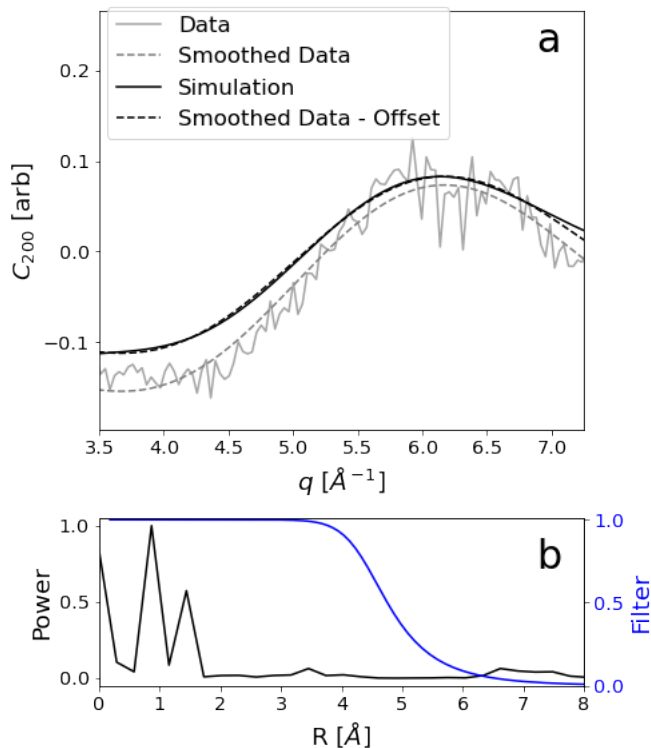 Data
Smoothed Data
Simulation
Smoothed Data - Offset
a
0.2
0.1
0.0
−0.1
C200 [arb]
3.5 4.0 4.5 5.0 5.5 6.0 6.5 7.0
q [Å−1]
b
1.0
0.5
0.0
Power
1.0
0.5
0.0
Filter
0 1 2 3 4 5 6 7 8
R [Å]